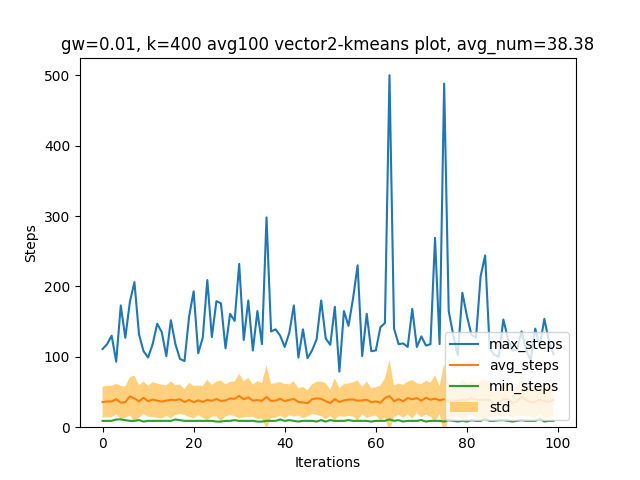 gw=0.01, k=400 avg100 vector2-kmeans plot, avg_num=38.38
Steps
500
400
300
200
100
0
max_steps
avg_steps
min_steps
std
0 20 40 60 80 100
Iterations